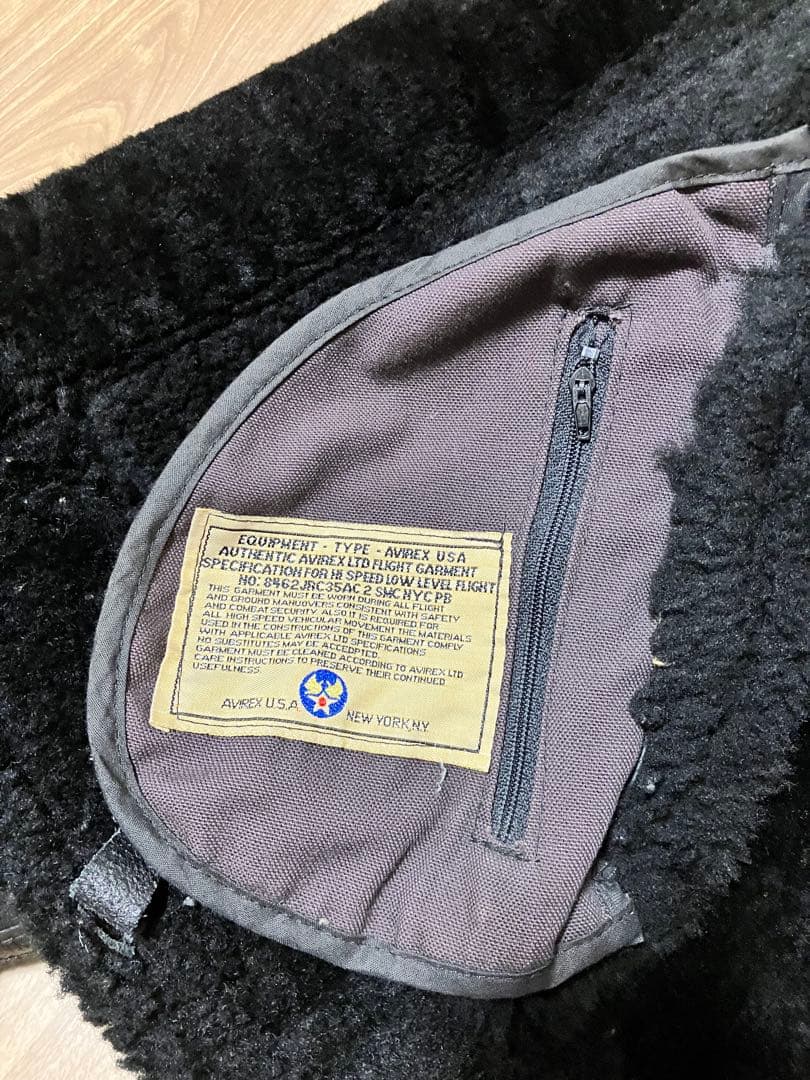 EQUIPMENT - TYPE - AVIREX USA
AUTHENTIC AVIREX LTD FLIGHT GARMENT
SPECIFICATION FOR HI SPEED LOW LEVEL FLIGHT
NO: 8462JRC35AC 2 SMC NYC PB
THIS GARMENT MUST BE WORN DURING ALL FLIGHT
AND GROUND MANUOVERS CONSISTENT WITH SAFETY
AND COMBAT SECURITY. ALSO IT IS REQUIRED FOR
ALL HIGH SPEED VEHICULAR MOVEMENT THE MATERIALS
USED IN THE CONSTRUCTIONS OF THIS GARMENT COMPLY
WITH APPLICABLE AVIREX LTD SPECIFICATIONS
NO SUBSTITUTES MAY BE ACCEDPTED.
GARMENT MUST BE CLEANED ACCORDING TO AVIREX LTD
CARE INSTRUCTIONS TO PRESERVE THEIR CONTINUED
USEFULNESS.
AVIREX U.S.A. NEW YORK.N.Y.